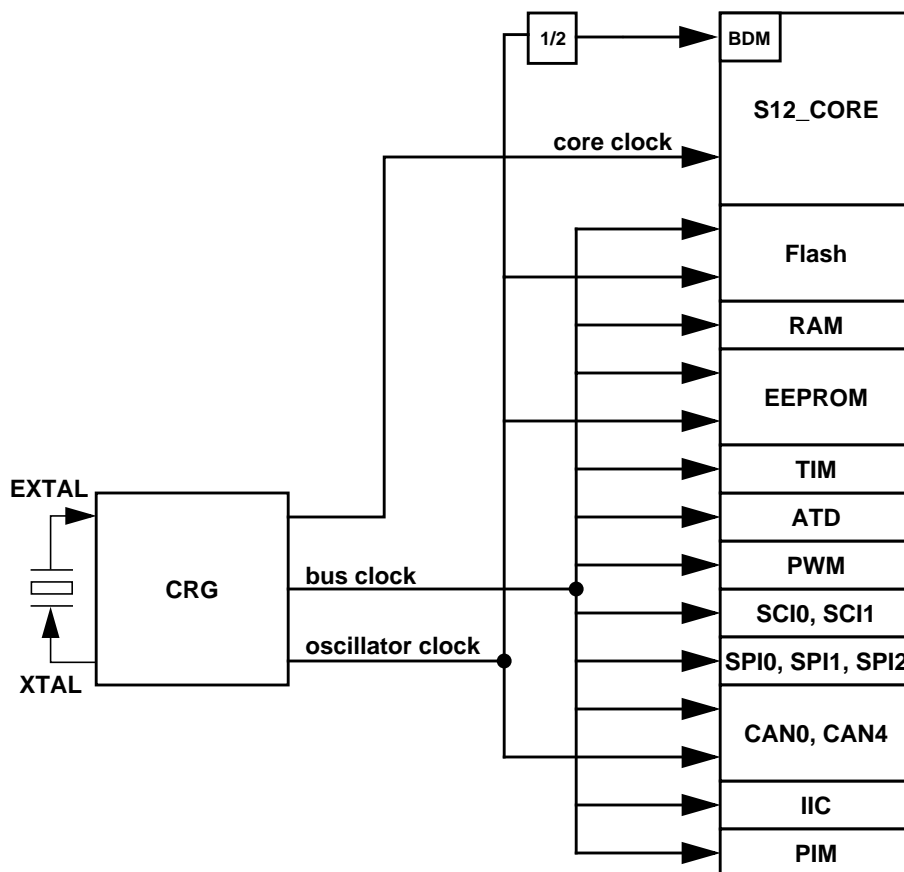 1/2
BDM
S12_CORE
core clock
Flash
RAM
EEPROM
TIM
EXTAL
ATD
PWM
bus clock
CRG
SCI0, SCI1
oscillator clock
SPI0, SPI1, SPI2
XTAL
CAN0, CAN4
IIC
PIM